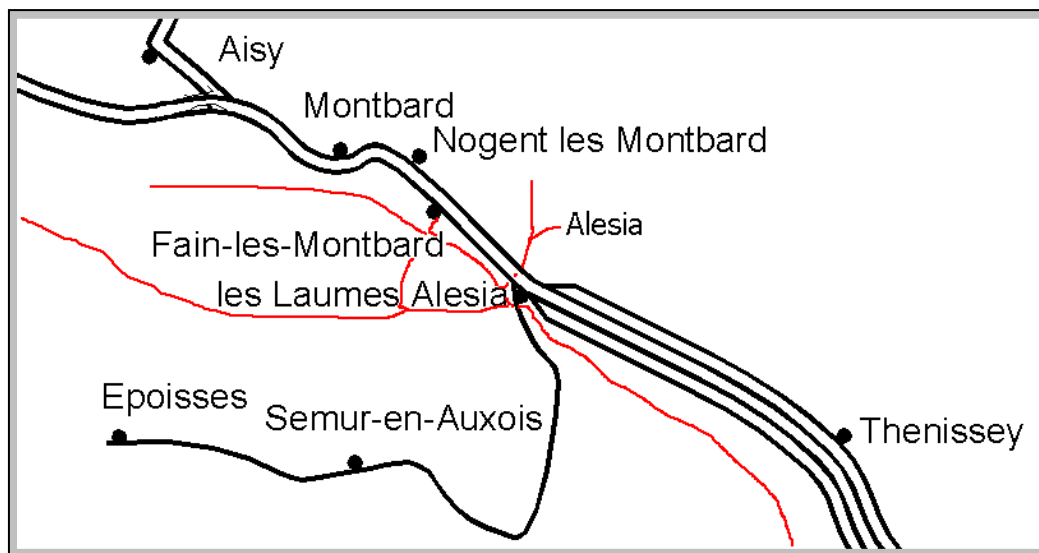 Aisy
Montbard
Nogent les Montbard
Alesia
Fain-les-Montbard
les Laumes Alesia
Epoisses
Semur-en-Auxois
Thenissey